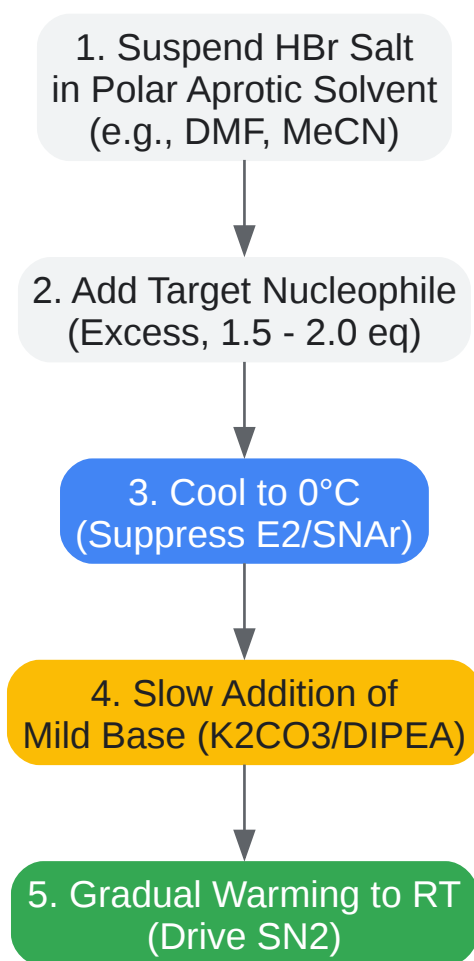 1. Suspend HBr Salt
in Polar Aprotic Solvent
(e.g., DMF, MeCN)
2. Add Target Nucleophile
(Excess, 1.5 - 2.0 eq)
3. Cool to 0°C
(Suppress E2/SNAr)
4. Slow Addition of
Mild Base (K2CO3/DIPEA)
5. Gradual Warming to RT
(Drive SN2)